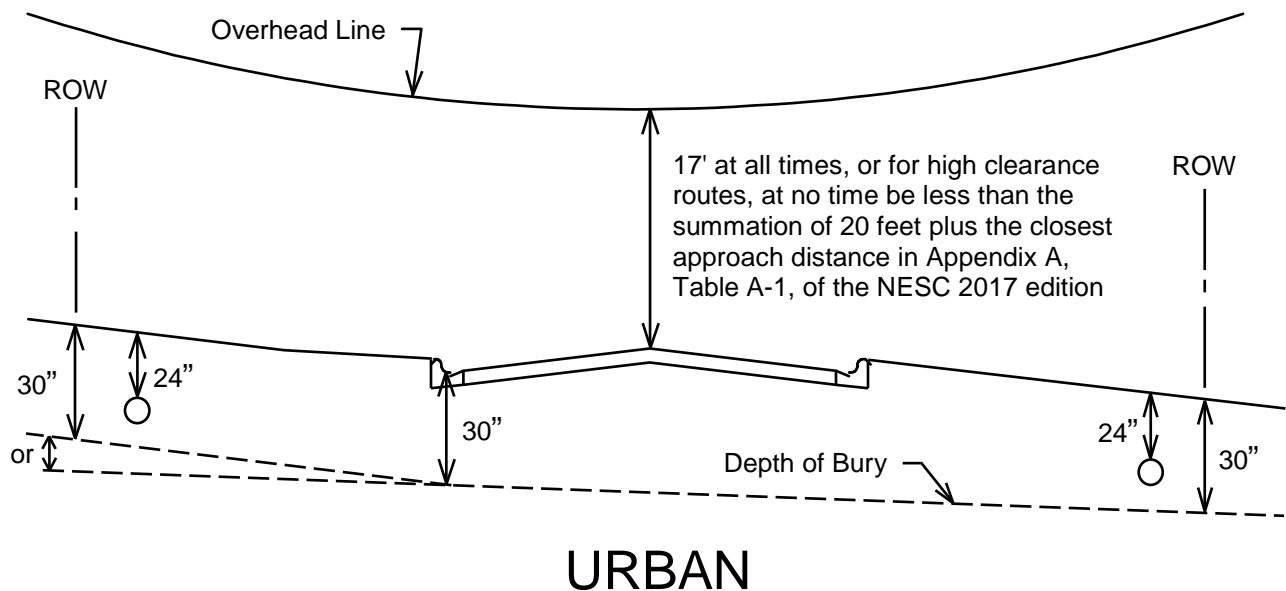 Overhead Line
ROW
17' at all times, or for high clearance
routes, at no time be less than the
summation of 20 feet plus the closest
approach distance in Appendix A,
Table A-1, of the NESC 2017 edition
ROW
30”
24”
30”
or
24”
30”
Depth of Bury
URBAN